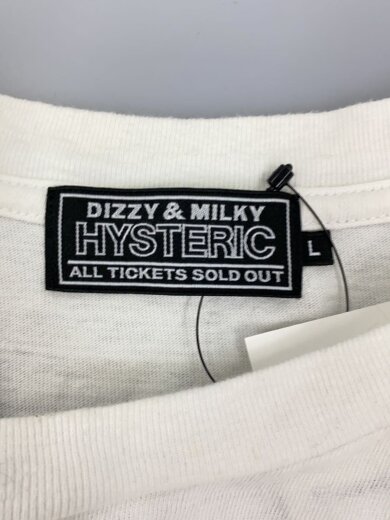 DIZZY & MILKY
HYSTERIC
ALL TICKETS SOLD OUT
L